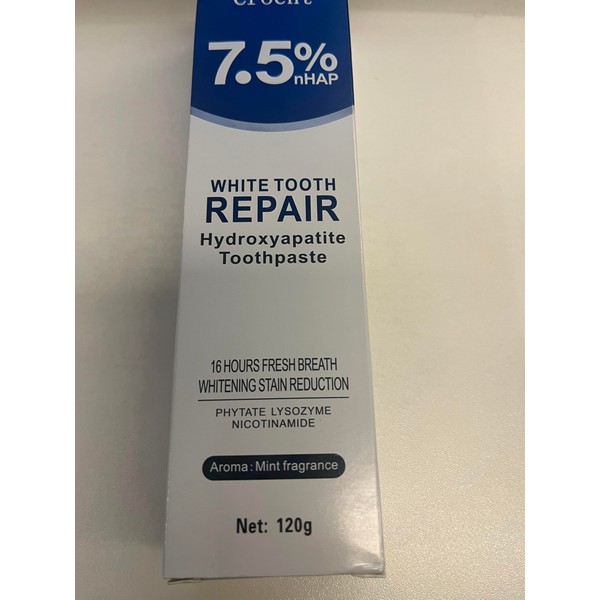 7.5%
nHAP
WHITE TOOTH
REPAIR
Hydroxyapatite
Toothpaste
16 HOURS FRESH BREATH
WHITENING STAIN REDUCTION
PHYTATE LYSOZYME
NICOTINAMIDE
Aroma: Mint fragrance
Net: 120g